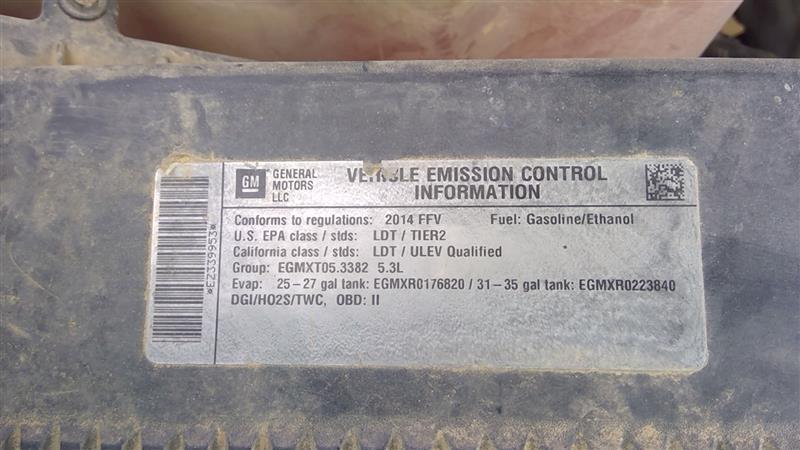 GM
GENERAL MOTORS LLC
VEHICLE EMISSION CONTROL INFORMATION
Conforms to regulations: 2014 FFV Fuel: Gasoline/Ethanol
U.S. EPA class / stds: LDT / TIER2
California class / stds: LDT / ULEV Qualified
Group: EGMXT05.3382 5.3L
Evap: 25-27 gal tank: EGMXR0176820 / 31-35 gal tank: EGMXR0223840
DGI/HO2S/TWC, OBD: II
*EZ339953*